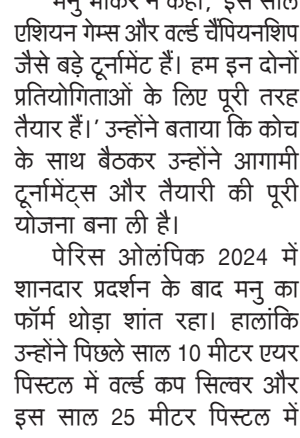 मनु भाकर ने कहा, 'इस साल
एशियन गेम्स और वर्ल्ड चैंपियनशिप
जैसे बड़े टूर्नामेंट हैं। हम इन दोनों
प्रतियोगिताओं के लिए पूरी तरह
तैयार हैं।' उन्होंने बताया कि कोच
के साथ बैठकर उन्होंने आगामी
टूर्नामेंट्स और तैयारी की पूरी
योजना बना ली है।
पेरिस ओलंपिक 2024 में
शानदार प्रदर्शन के बाद मनु का
फॉर्म थोड़ा शांत रहा। हालांकि
उन्होंने पिछले साल 10 मीटर एयर
पिस्टल में वर्ल्ड कप सिल्वर और
इस साल 25 मीटर पिस्टल में